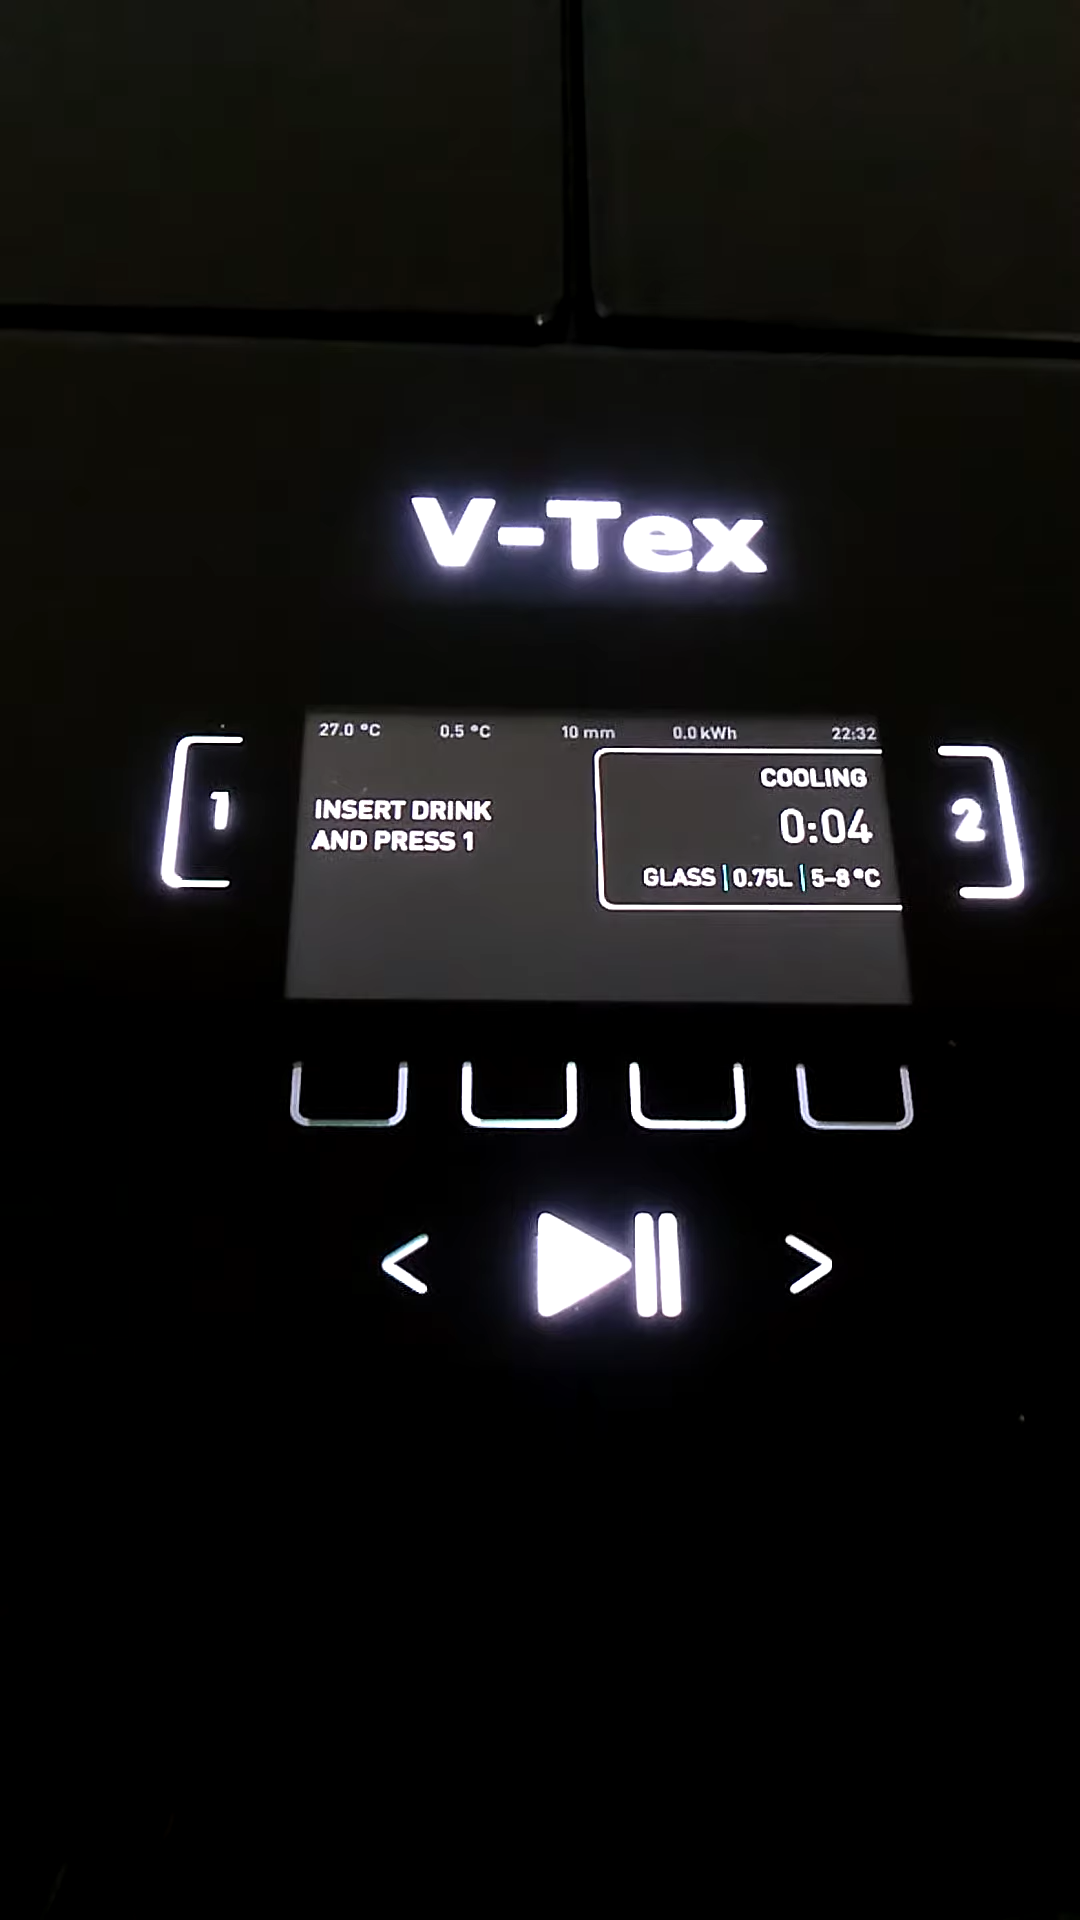 V-Tex
27.0 °C 0.5 °C 10 mm 0.0 kWh 22:32
COOLING
1 INSERT DRINK
AND PRESS 1
0:04 2
GLASS | 0.75L | 5-8°C